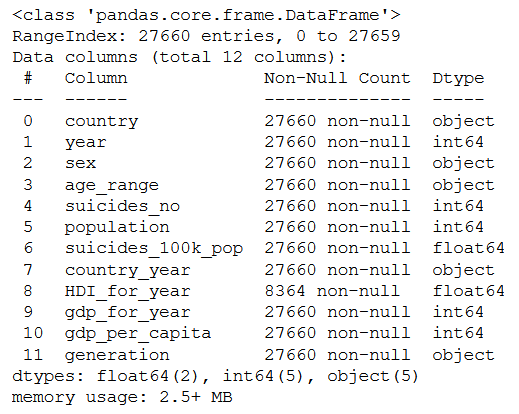 <class 'pandas.core.frame.DataFrame'>
RangeIndex: 27660 entries, 0 to 27659
Data columns (total 12 columns):
 #   Column             Non-Null Count  Dtype
---  ------             --------------  -----
 0   country            27660 non-null  object
 1   year               27660 non-null  int64
 2   sex                27660 non-null  object
 3   age_range          27660 non-null  object
 4   suicides_no        27660 non-null  int64
 5   population         27660 non-null  int64
 6   suicides_100k_pop  27660 non-null  float64
 7   country_year       27660 non-null  object
 8   HDI_for_year       8364 non-null   float64
 9   gdp_for_year       27660 non-null  int64
 10  gdp_per_capita     27660 non-null  int64
 11  generation         27660 non-null  object
dtypes: float64(2), int64(5), object(5)
memory usage: 2.5+ MB